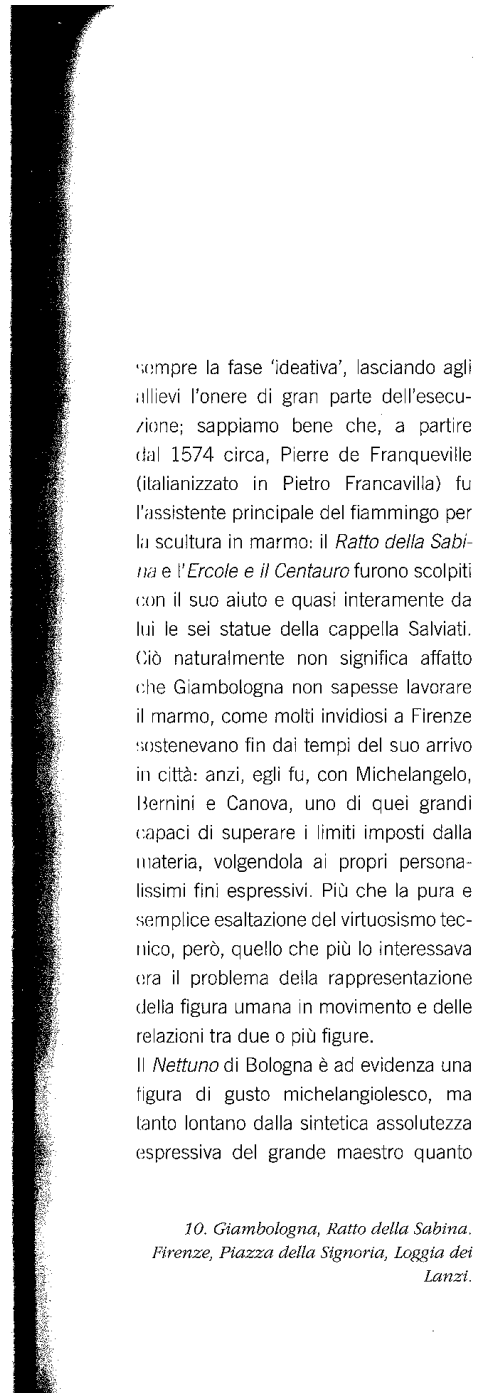 sempre la fase 'ideativa', lasciando agli
allievi l'onere di gran parte dell'esecu-
zione; sappiamo bene che, a partire
dal 1574 circa, Pierre de Franqueville
(italianizzato in Pietro Francavilla) fu
l'assistente principale del fiammingo per
la scultura in marmo: il Ratto della Sabi-
na e l'Ercole e il Centauro furono scolpiti
con il suo aiuto e quasi interamente da
lui le sei statue della cappella Salviati.
Ciò naturalmente non significa affatto
che Giambologna non sapesse lavorare
il marmo, come molti invidiosi a Firenze
sostenevano fin dai tempi del suo arrivo
in città: anzi, egli fu, con Michelangelo,
Bernini e Canova, uno di quei grandi
capaci di superare i limiti imposti dalla
materia, volgendola ai propri persona-
lissimi fini espressivi. Più che la pura e
semplice esaltazione del virtuosismo tec-
nico, però, quello che più lo interessava
era il problema della rappresentazione
della figura umana in movimento e delle
relazioni tra due o più figure.
Il Nettuno di Bologna è ad evidenza una
figura di gusto michelangiolesco, ma
tanto lontano dalla sintetica assolutezza
espressiva del grande maestro quanto
10. Giambologna, Ratto della Sabina.
Firenze, Piazza della Signoria, Loggia dei
Lanzi.